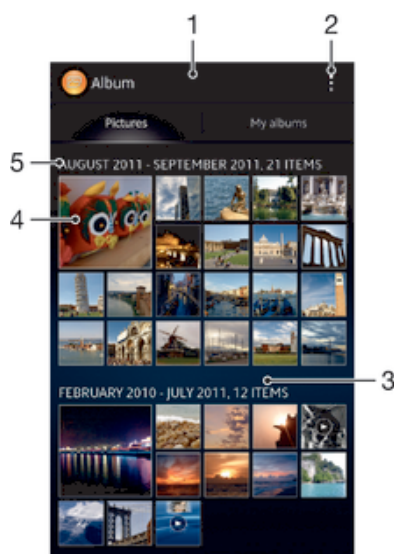 1 2
Album
Pictures My albums
5 AUGUST 2011 - SEPTEMBER 2011, 21 ITEMS
4
3
FEBRUARY 2010 - JULY 2011, 12 ITEMS